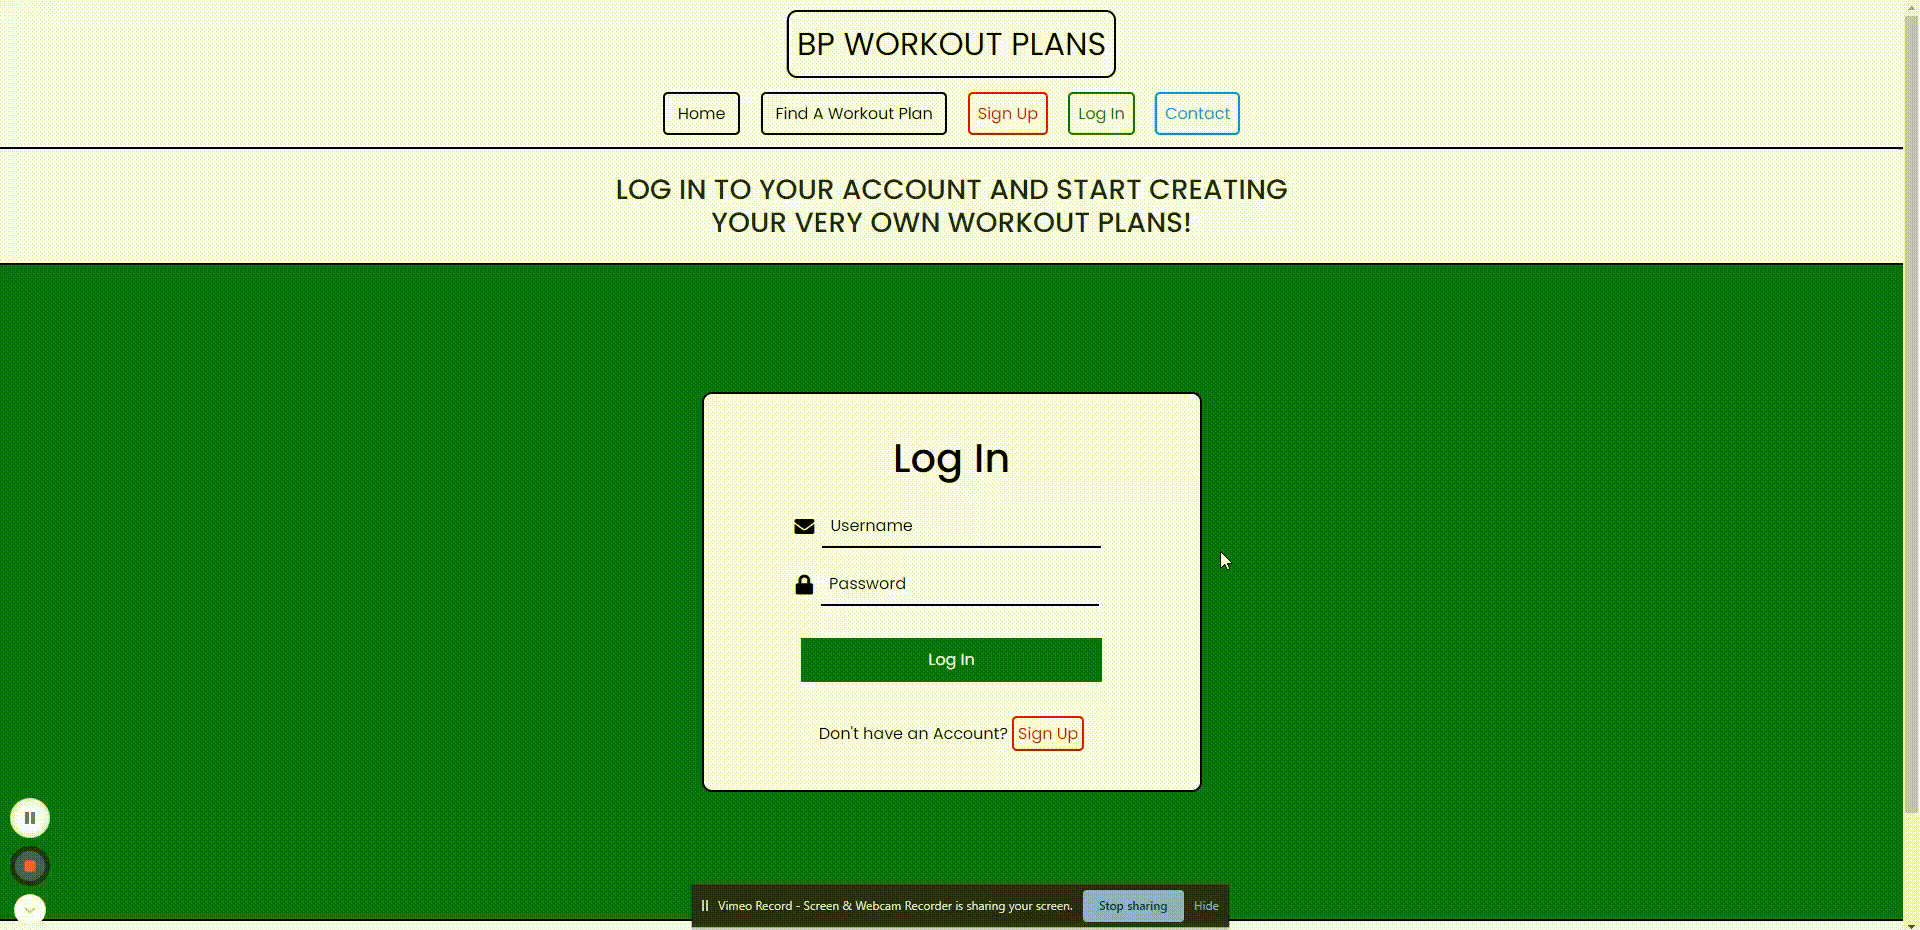 BP WORKOUT PLANS
Home Find A Workout Plan Sign Up Log In Contact
LOG IN TO YOUR ACCOUNT AND START CREATING
YOUR VERY OWN WORKOUT PLANS!
Log In
Username
Password
Log In
Don't have an Account? Sign Up
Vimeo Record - Screen & Webcam Recorder is sharing your screen. Stop sharing Hide